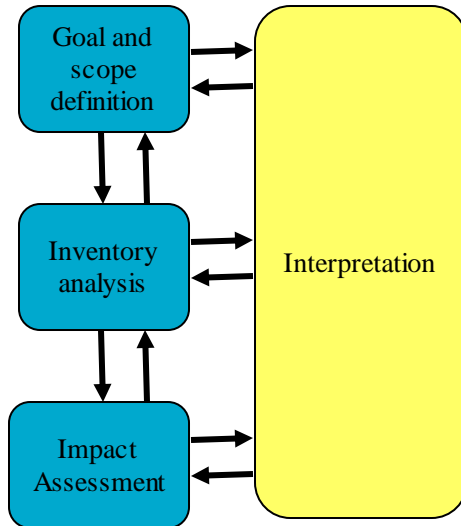 Goal and
scope
definition
Inventory
analysis
Interpretation
Impact
Assessment